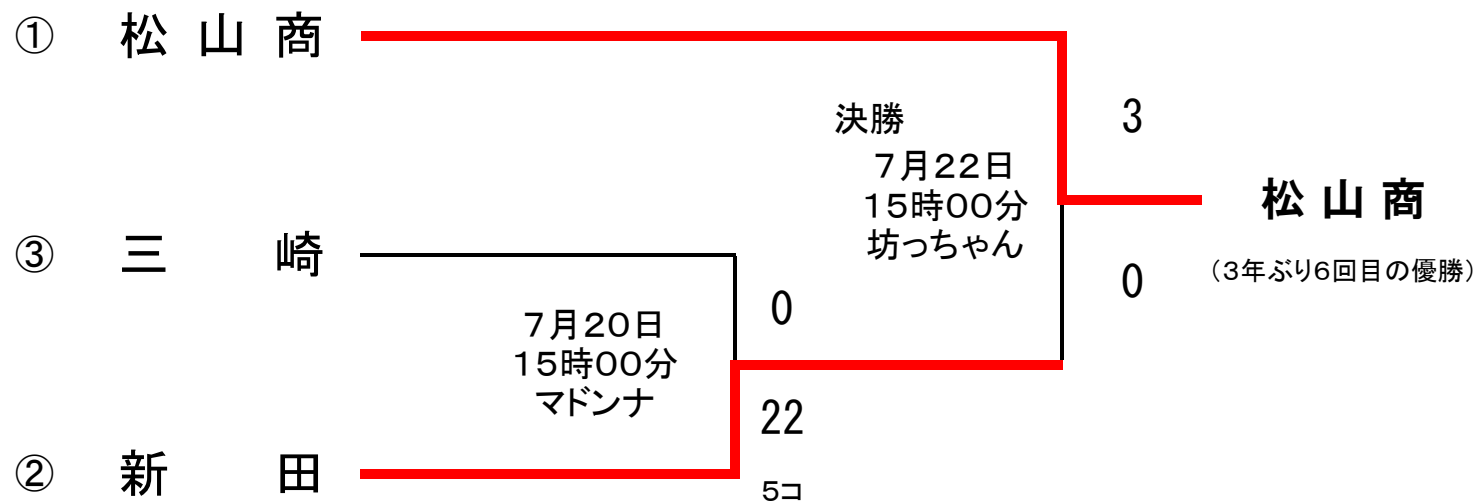 ① 松山商
決勝
3
7月22日
15時00分
坊っちゃん
松山商
(3年ぶり6回目の優勝)
③ 三崎
0
0
7月20日
15時00分
マドンナ
22
② 新田
5コ